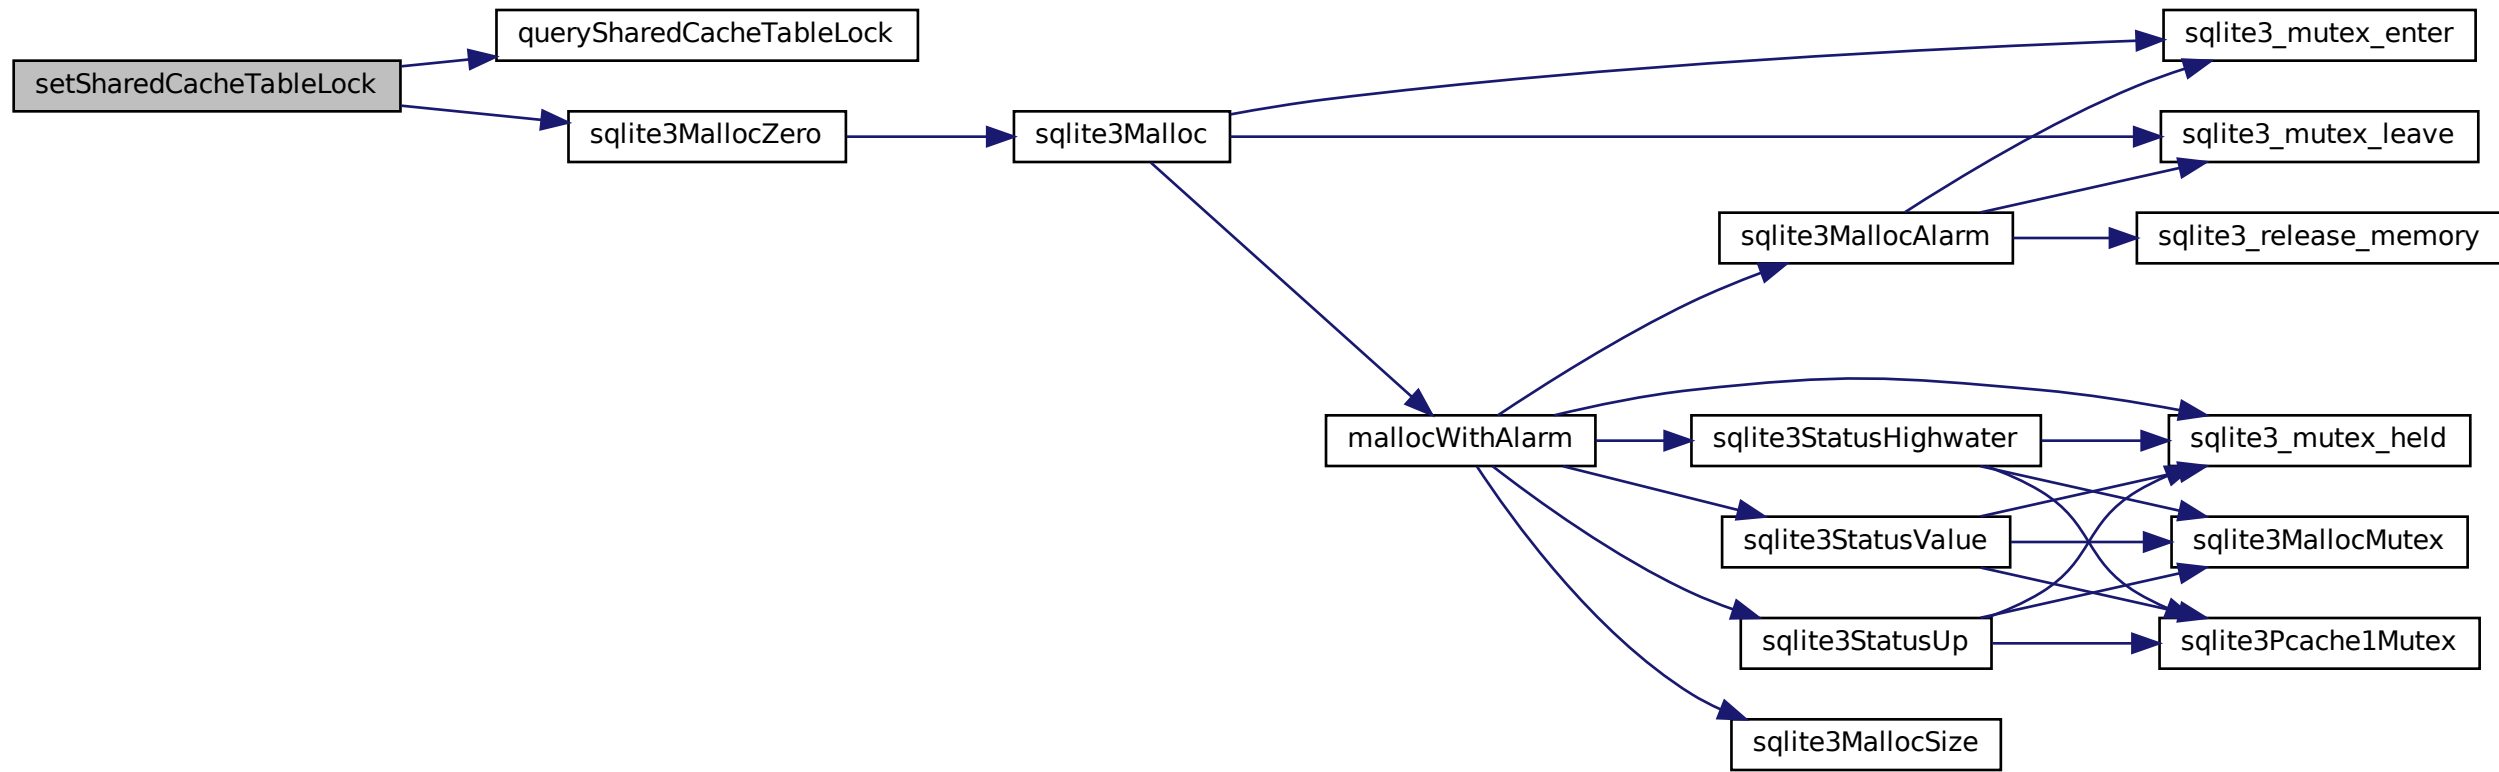 setSharedCacheTableLock
querySharedCacheTableLock
sqlite3MallocZero
sqlite3Malloc
mallocWithAlarm
sqlite3MallocAlarm
sqlite3StatusHighwater
sqlite3StatusValue
sqlite3StatusUp
sqlite3MallocSize
sqlite3_mutex_enter
sqlite3_mutex_leave
sqlite3_release_memory
sqlite3_mutex_held
sqlite3MallocMutex
sqlite3Pcache1Mutex